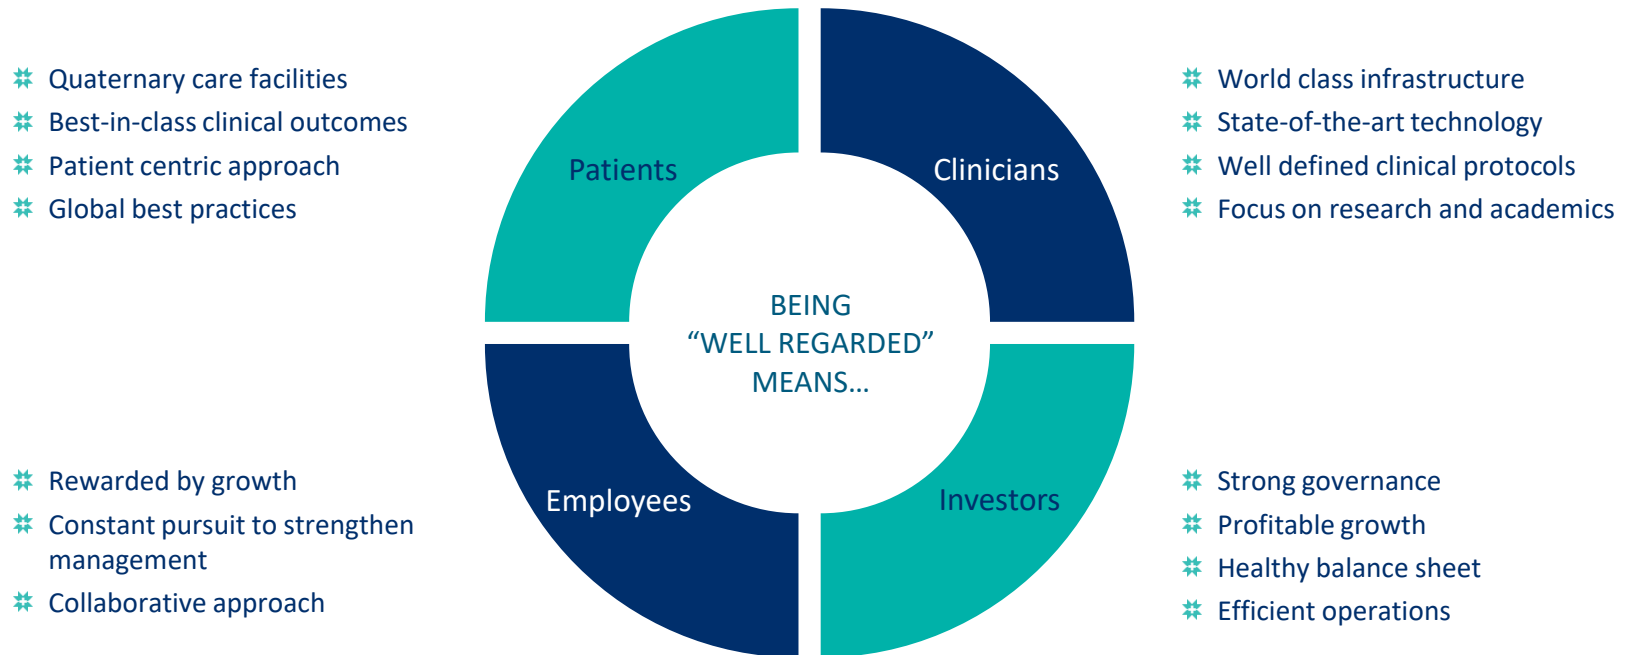 Quaternary care facilities
Best-in-class clinical outcomes
Patient centric approach
Global best practices
Patients
Clinicians
World class infrastructure
State-of-the-art technology
Well defined clinical protocols
Focus on research and academics
BEING
“WELL REGARDED”
MEANS…
Rewarded by growth
Constant pursuit to strengthen
management
Collaborative approach
Employees
Investors
Strong governance
Profitable growth
Healthy balance sheet
Efficient operations